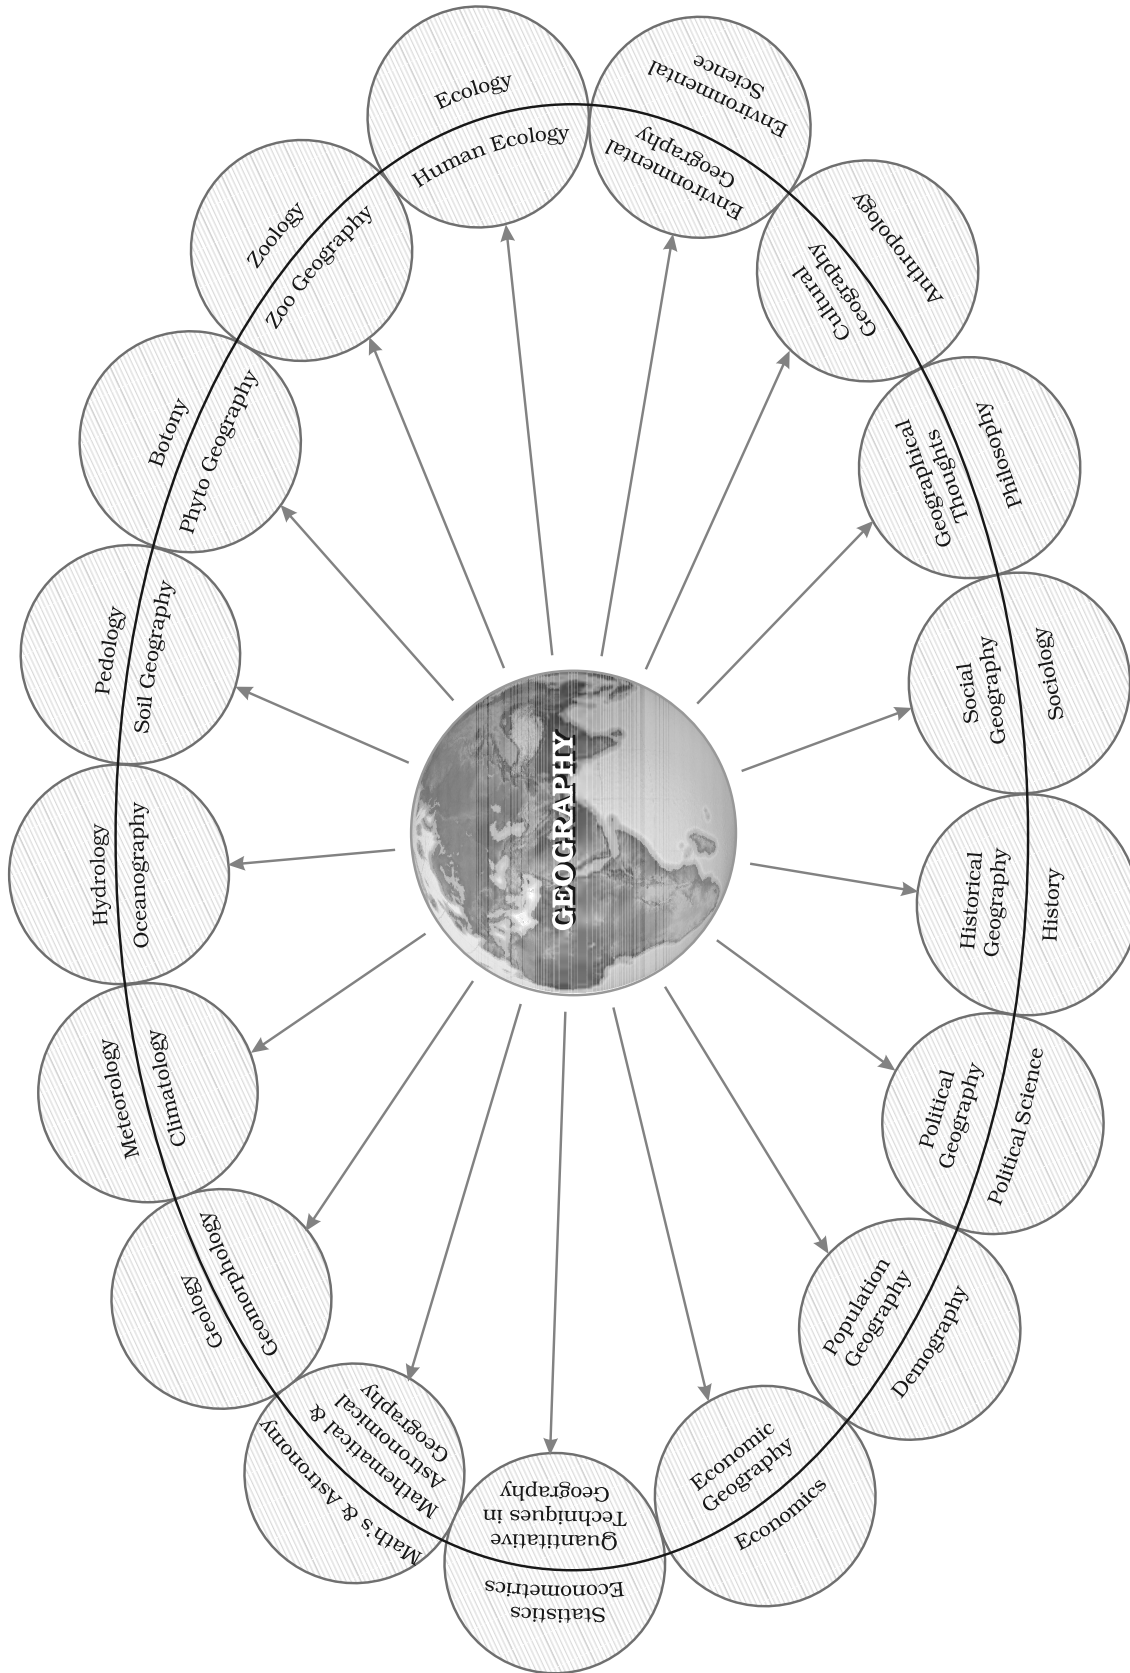 GEOGRAPHY
Ecology
Human Ecology
Environmental
Science
Environmental
Geography
Anthropology
Cultural
Geography
Philosophy
Geographical
Thoughts
Sociology
Social
Geography
Historical
Geography
History
Political
Geography
Political Science
Population
Geography
Demography
Economic
Geography
Economics
Quantitative
Techniques in
Geography
Statistics
Econometrics
Mathematical &
Astronomical
Geography
Math's & Astronomy
Geomorphology
Geology
Climatology
Meteorology
Hydrology
Oceanography
Pedology
Soil Geography
Botony
Phyto Geography
Zoology
Zoo Geography